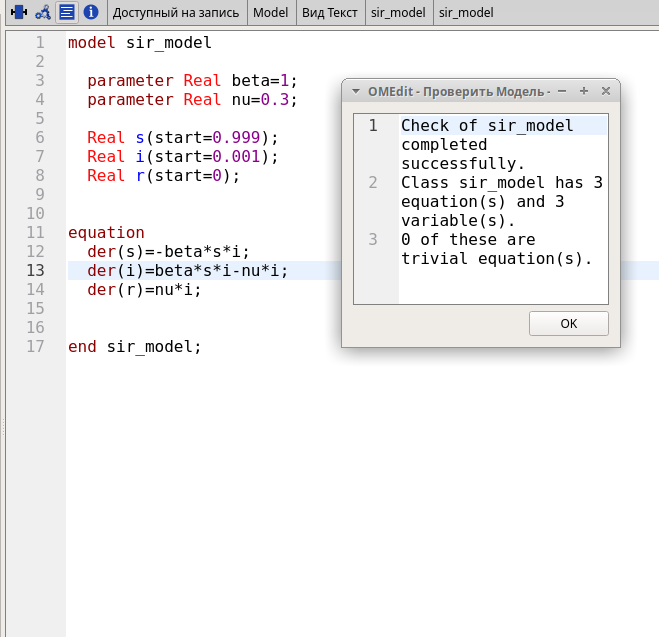 Доступный на запись Model Вид Текст sir_model sir_model
1 model sir_model
2
3 parameter Real beta=1;
4 parameter Real nu=0.3;
5
6 Real s(start=0.999);
7 Real i(start=0.001);
8 Real r(start=0);
9
10
11 equation
12 der(s)=-beta*s*i;
13 der(i)=beta*s*i-nu*i;
14 der(r)=nu*i;
15
16
17 end sir_model;
OMEdit - Проверить Модель -
1 Check of sir_model
completed
successfully.
2 Class sir_model has 3
equation(s) and 3
variable(s).
3 0 of these are
trivial equation(s).
OK